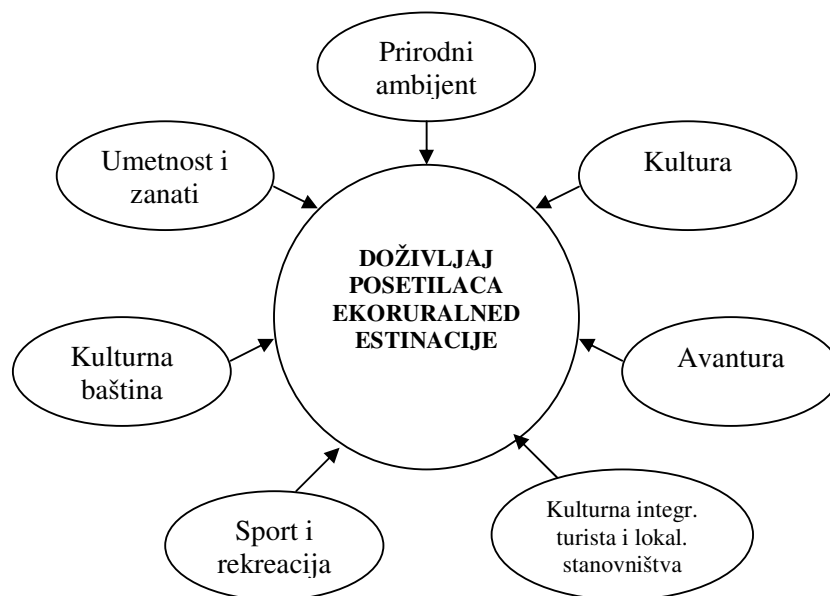 Prirodni
ambijent
Umetnost i
zanati
Kultura
DOŽIVLJAJ
POSETILACA
EKORURALNED
ESTINACIJE
Kulturna
baština
Avantura
Sport i
rekreacija
Kulturna integr.
turista i lokal.
stanovništva